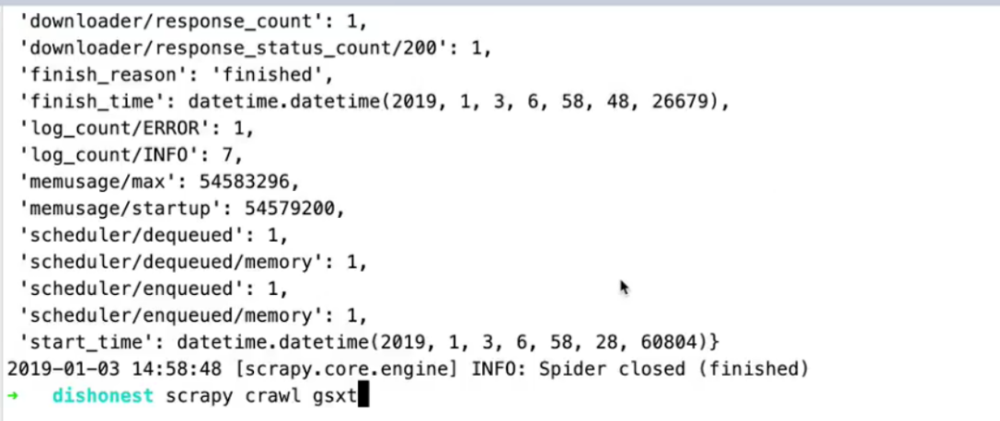 'downloader/response_count': 1,
'downloader/response_status_count/200': 1,
'finish_reason': 'finished',
'finish_time': datetime.datetime(2019, 1, 3, 6, 58, 48, 26679),
'log_count/ERROR': 1,
'log_count/INFO': 7,
'memusage/max': 54583296,
'memusage/startup': 54579200,
'scheduler/dequeued': 1,
'scheduler/dequeued/memory': 1,
'scheduler/enqueued': 1,
'scheduler/enqueued/memory': 1,
'start_time': datetime.datetime(2019, 1, 3, 6, 58, 28, 60804)}
2019-01-03 14:58:48 [scrapy.core.engine] INFO: Spider closed (finished)
→ dishonest scrapy crawl gsxt